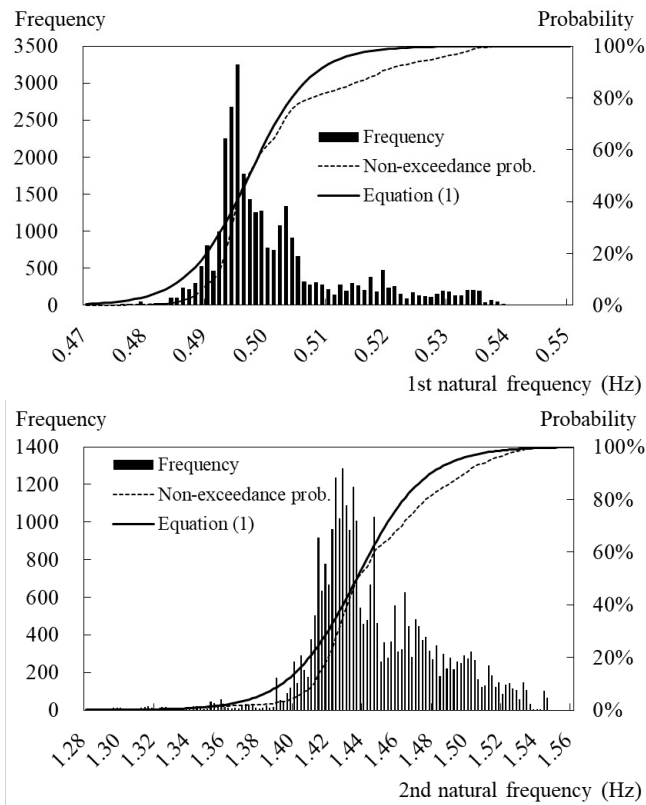 Frequency Probability
3500 100%
3000 80%
2500
Frequency
2000 60%
Non-exceedance prob.
1500 Equation (1) 40%
1000
20%
500
0 0%
0.47 0.48 0.49 0.50 0.51 0.52 0.53 0.54 0.55
1st natural frequency (Hz)
Frequency Probability
1400 100%
Frequency
1200
80%
Non-exceedance prob.
1000
Equation (1)
800 60%
600 40%
400
20%
200
0 0%
1.28 1.30 1.32 1.34 1.36 1.38 1.40 1.42 1.44 1.46 1.48 1.50 1.52 1.54 1.56
2nd natural frequency (Hz)